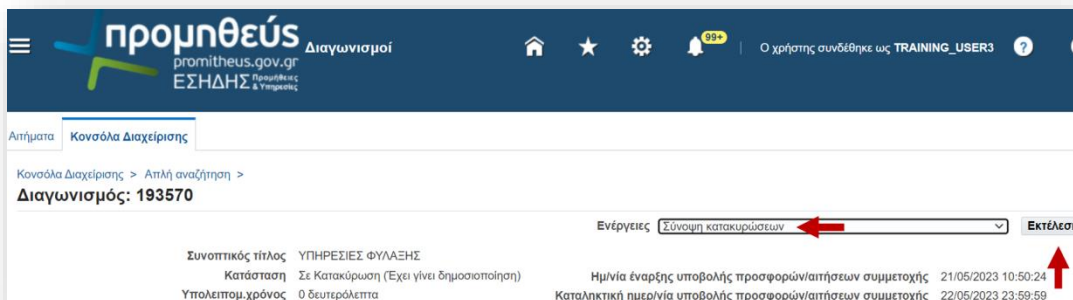 προμηθεύς
Διαγωνισμοί
promitheus.gov.gr
ΕΣΗΔΗΣ Προμήθειες & Υπηρεσίες
99+
Ο χρήστης συνδέθηκε ως TRAINING_USER3
?
Αιτήματα Κονσόλα Διαχείρισης
Κονσόλα Διαχείρισης > Απλή αναζήτηση >
Διαγωνισμός: 193570
Ενέργειες Σύνοψη κατακυρώσεων Εκτέλεση
Συνοπτικός τίτλος ΥΠΗΡΕΣΙΕΣ ΦΥΛΑΞΗΣ
Κατάσταση Σε Κατακύρωση (Έχει γίνει δημοσιοποίηση) Ημ/νία έναρξης υποβολής προσφορών/αιτήσεων συμμετοχής 21/05/2023 10:50:24
Υπολειπομ.χρόνος 0 δευτερόλεπτα Καταληκτική ημερ/νία υποβολής προσφορών/αιτήσεων συμμετοχής 22/05/2023 23:59:59